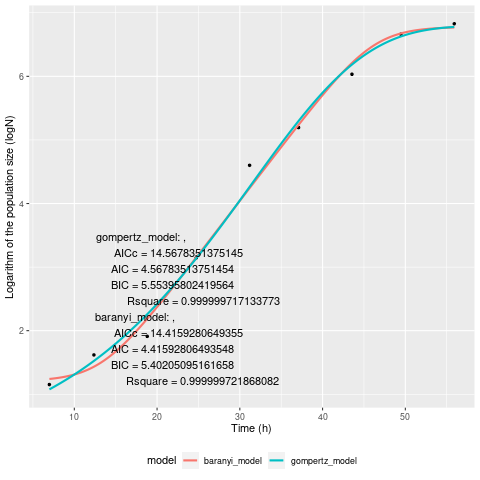 6
4
2
Logarithm of the population size (logN)
gompertz_model: ,
AICc = 14.5678351375145
AIC = 4.56783513751454
BIC = 5.55395802419564
Rsquare = 0.999999717133773
baranyi_model: ,
AICc = 14.4159280649355
AIC = 4.41592806493548
BIC = 5.40205095161658
Rsquare = 0.999999721868082
10 20 30 40 50
Time (h)
model baranyi_model gompertz_model